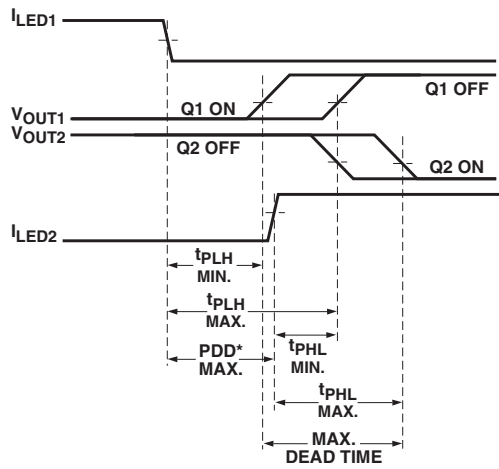 ILED1
Q1 ON
Q1 OFF
VOUT1
VOUT2
Q2 OFF
Q2 ON
ILED2
tPLH
MIN.
tPLH
MAX.
tPHL
MIN.
PDD*
MAX.
tPHL
MAX.
MAX.
DEAD TIME